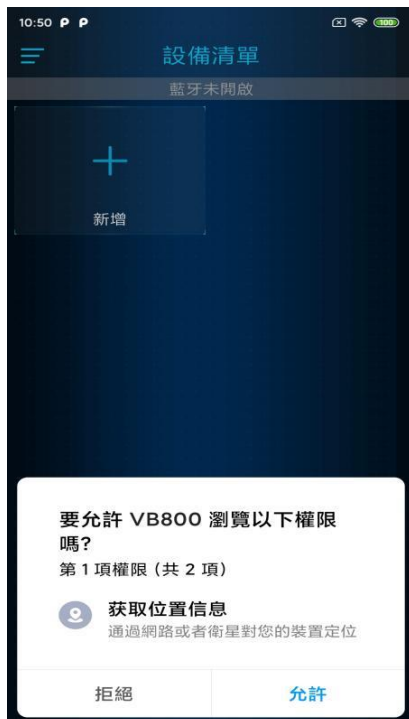 10:50 P P 100
設備清單
藍牙未開啟
新增
要允許 VB800 瀏覽以下權限
嗎?
第 1 項權限 (共 2 項)
获取位置信息
通過網路或者衛星對您的裝置定位
拒絕 允許